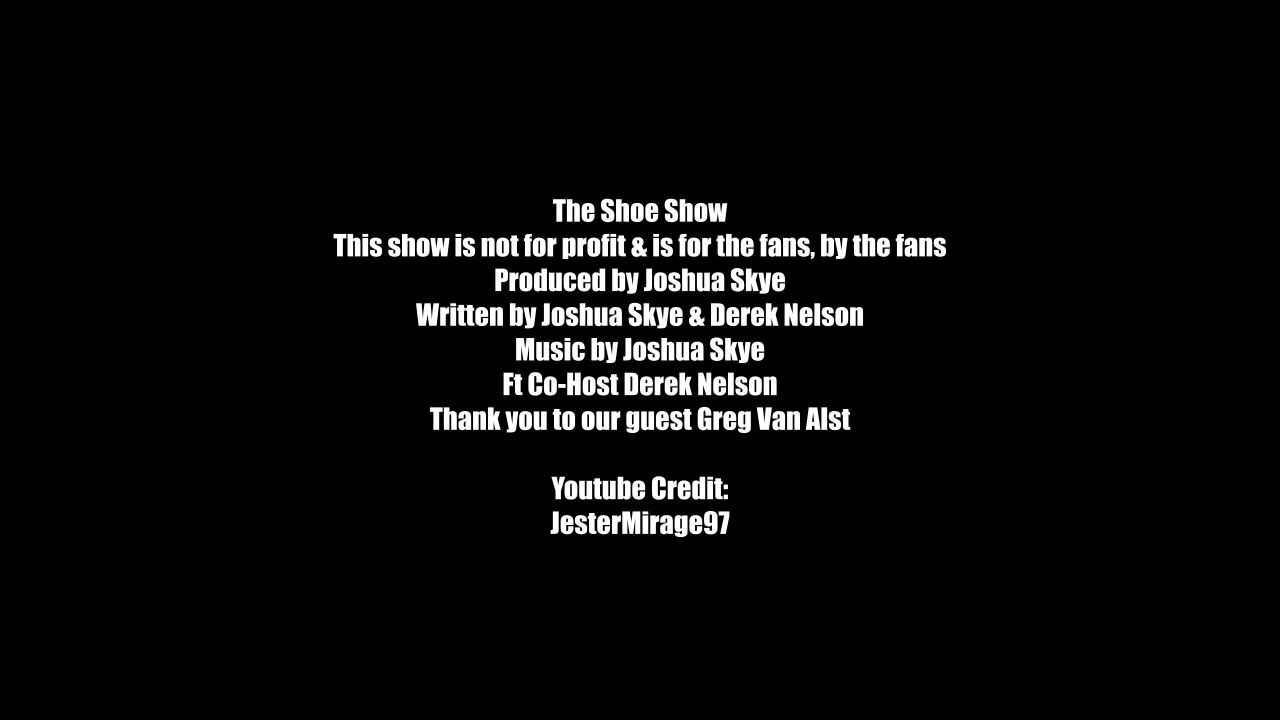 The Shoe Show
This show is not for profit & is for the fans, by the fans
Produced by Joshua Skye
Written by Joshua Skye & Derek Nelson
Music by Joshua Skye
Ft Co-Host Derek Nelson
Thank you to our guest Greg Van Alst
Youtube Credit:
JesterMirage97